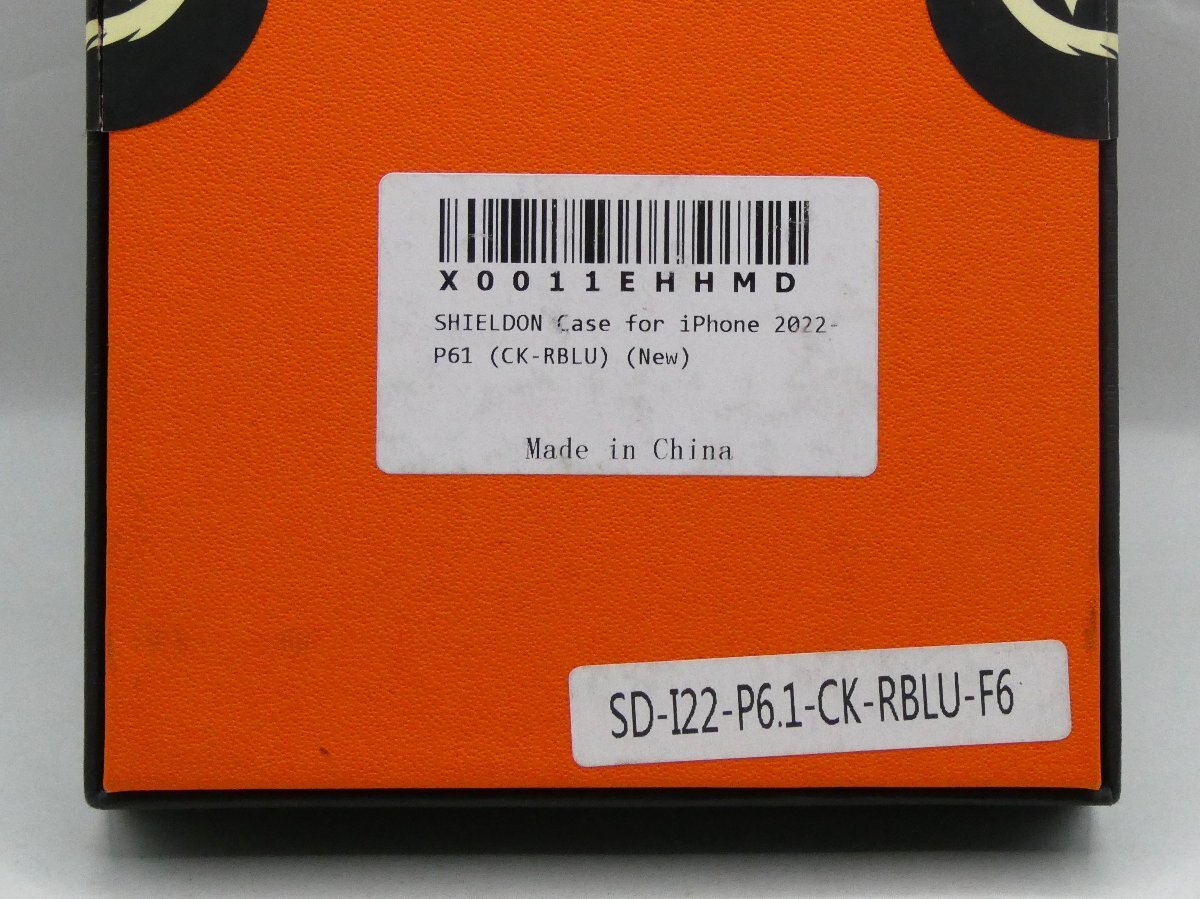 X0011EHHMD
SHIELDON Case for iPhone 2022-
P61 (CK-RBLU) (New)
Made in China
SD-I22-P6.1-CK-RBLU-F6